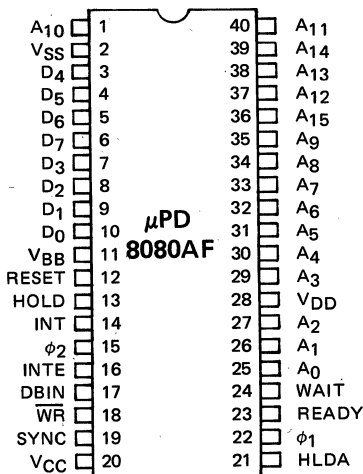 A10 1 40 A11
VSS 2 39 A14
D4 3 38 A13
D5 4 37 A12
D6 5 36 A15
D7 6 35 A9
D3 7 34 A8
D2 8 33 A7
D1 9 32 A6
D0 10 31 A5
μPD
8080AF
VBB 11 30 A4
RESET 12 29 A3
HOLD 13 28 VDD
INT 14 27 A2
ϕ2 15 26 A1
INTE 16 25 A0
DBIN 17 24 WAIT
W̅R̅ 18 23 READY
SYNC 19 22 ϕ1
VCC 20 21 HLDA